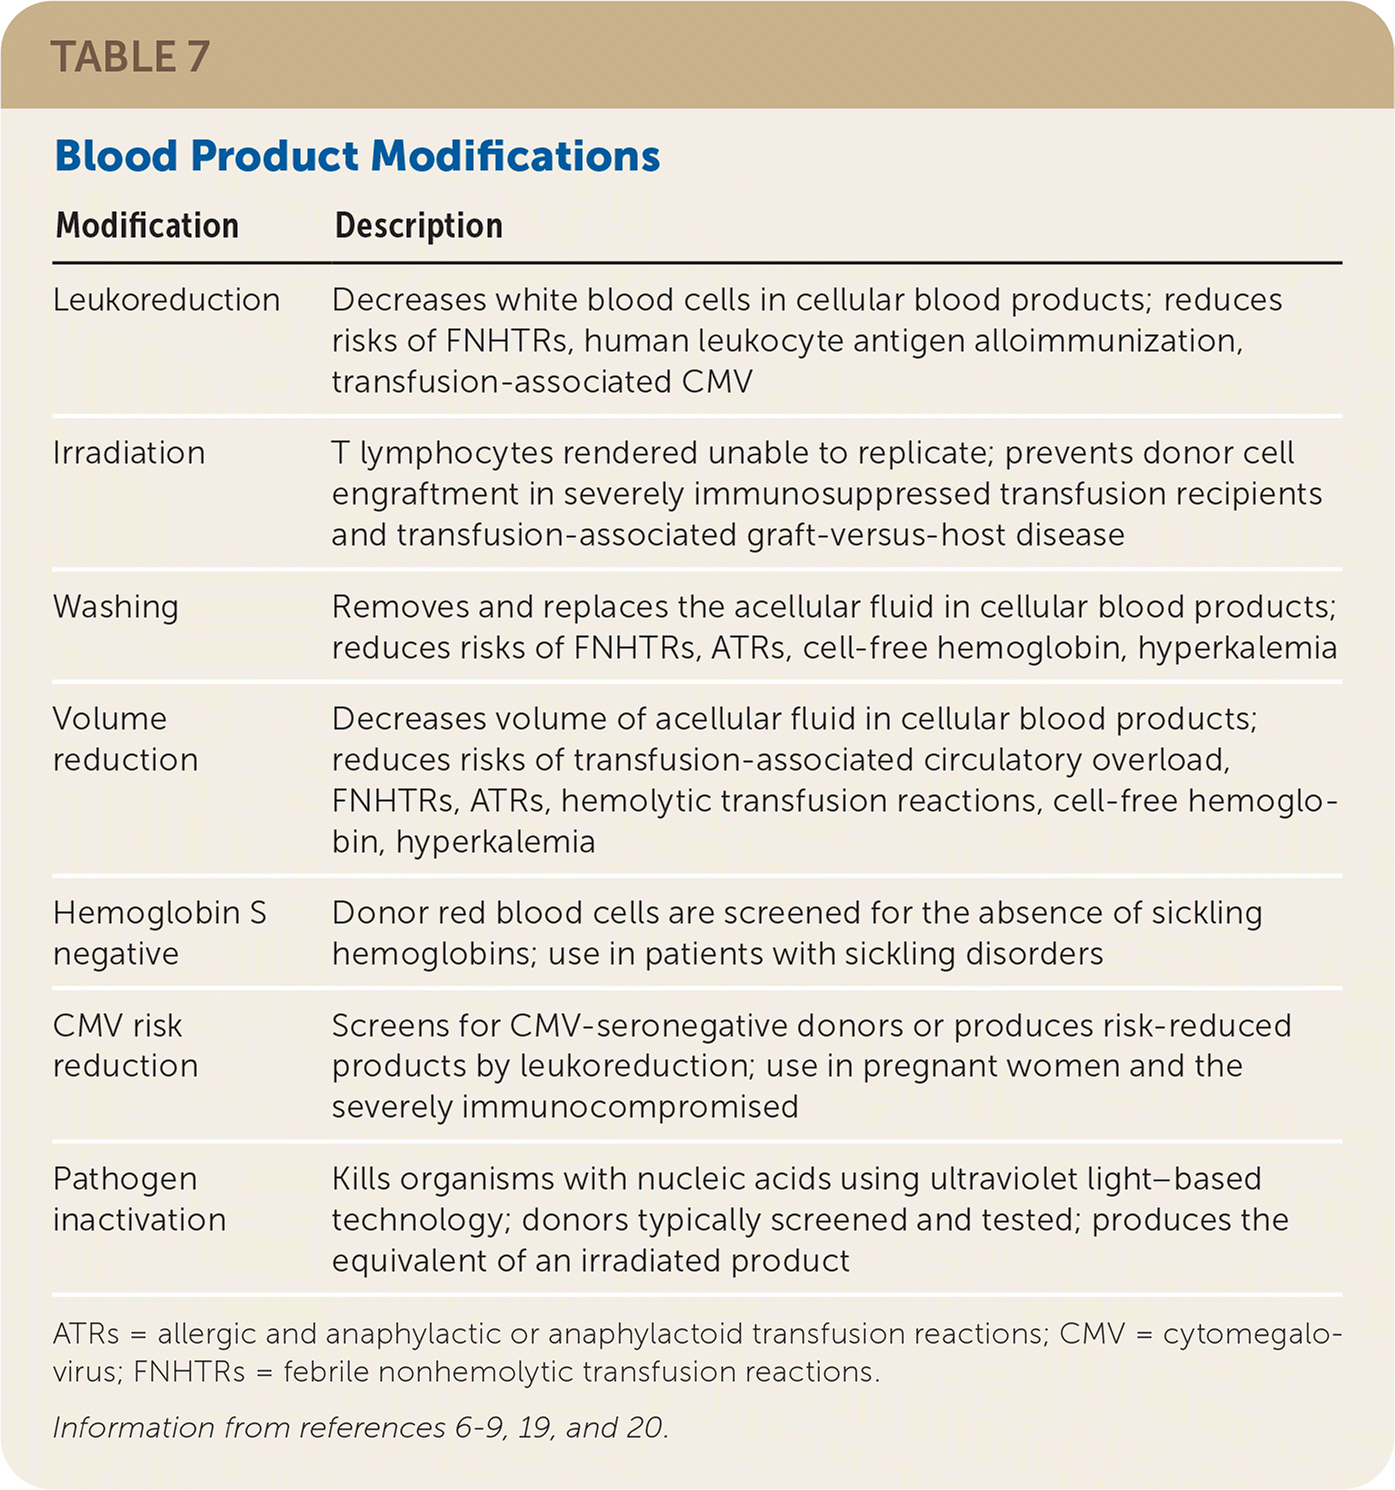 TABLE 7
Blood Product Modifications
Modification Description
Leukoreduction Decreases white blood cells in cellular blood products; reduces
risks of FNHTRs, human leukocyte antigen alloimmunization,
transfusion-associated CMV
Irradiation T lymphocytes rendered unable to replicate; prevents donor cell
engraftment in severely immunosuppressed transfusion recipients
and transfusion-associated graft-versus-host disease
Washing Removes and replaces the acellular fluid in cellular blood products;
reduces risks of FNHTRs, ATRs, cell-free hemoglobin, hyperkalemia
Volume Decreases volume of acellular fluid in cellular blood products;
reduction reduces risks of transfusion-associated circulatory overload,
FNHTRs, ATRs, hemolytic transfusion reactions, cell-free hemoglo-
bin, hyperkalemia
Hemoglobin S Donor red blood cells are screened for the absence of sickling
negative hemoglobins; use in patients with sickling disorders
CMV risk Screens for CMV-seronegative donors or produces risk-reduced
reduction products by leukoreduction; use in pregnant women and the
severely immunocompromised
Pathogen Kills organisms with nucleic acids using ultraviolet light–based
inactivation technology; donors typically screened and tested; produces the
equivalent of an irradiated product
ATRs = allergic and anaphylactic or anaphylactoid transfusion reactions; CMV = cytomegalo-
virus; FNHTRs = febrile nonhemolytic transfusion reactions.
Information from references 6-9, 19, and 20.